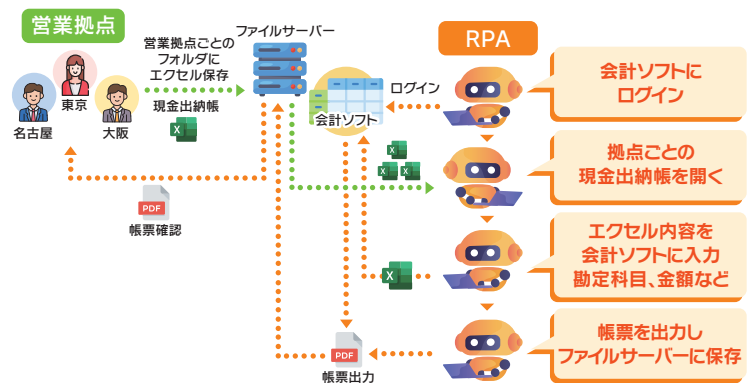 営業拠点
名古屋
東京
大阪
営業拠点ごとの
フォルダに
エクセル保存
現金出納帳
X
ファイルサーバー
会計ソフト
ログイン
RPA
会計ソフトに
ログイン
X
X
X
拠点ごとの
現金出納帳を開く
PDF
帳票確認
X
エクセル内容を
会計ソフトに入力
勘定科目、金額など
PDF
帳票出力
帳票を出力し
ファイルサーバーに保存